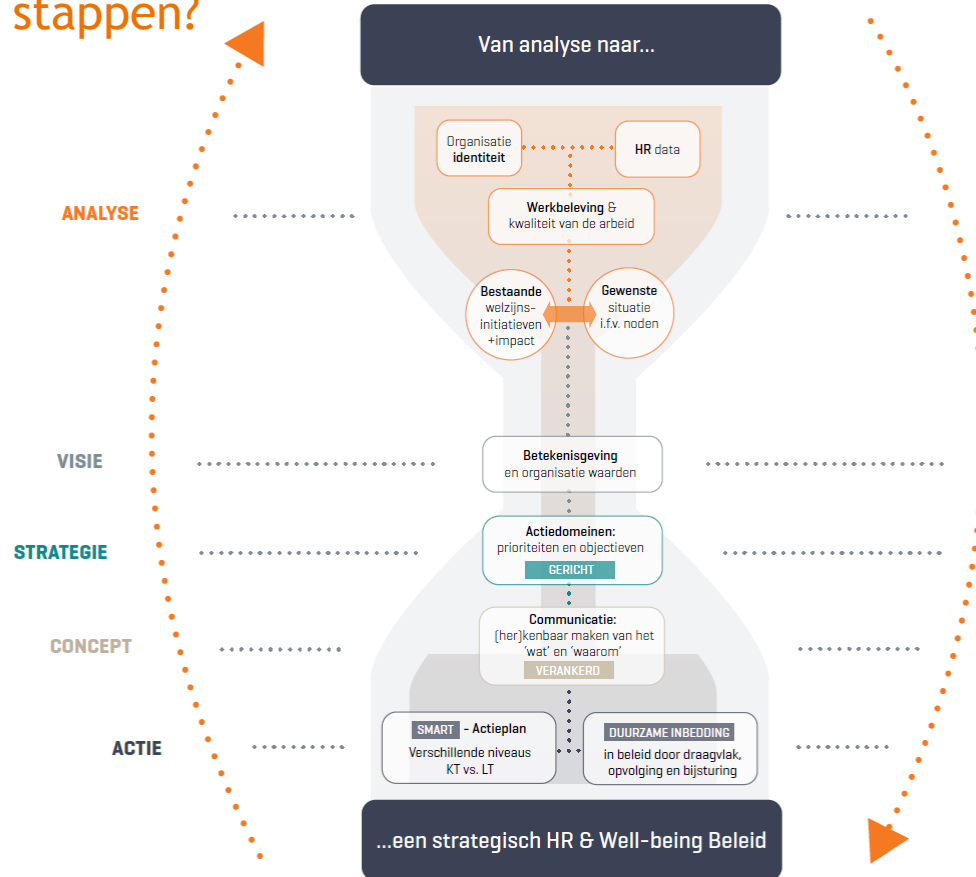 stappen?
Van analyse naar...
Organisatie
identiteit
HR data
ANALYSE
Werkbeleving &
kwaliteit van de arbeid
Bestaande
welzijns-
initiatieven
+impact
Gewenste
situatie
i.f.v. noden
VISIE
Betekenisgeving
en organisatie waarden
STRATEGIE
Actiedomeinen:
prioriteiten en objectieven
GERICHT
CONCEPT
Communicatie:
(her)kenbaar maken van het
'wat' en 'waarom'
VERANKERD
ACTIE
SMART - Actieplan
Verschillende niveaus
KT vs. LT
DUURZAME INBEDDING
in beleid door draagvlak,
opvolging en bijsturing
...een strategisch HR & Well-being Beleid